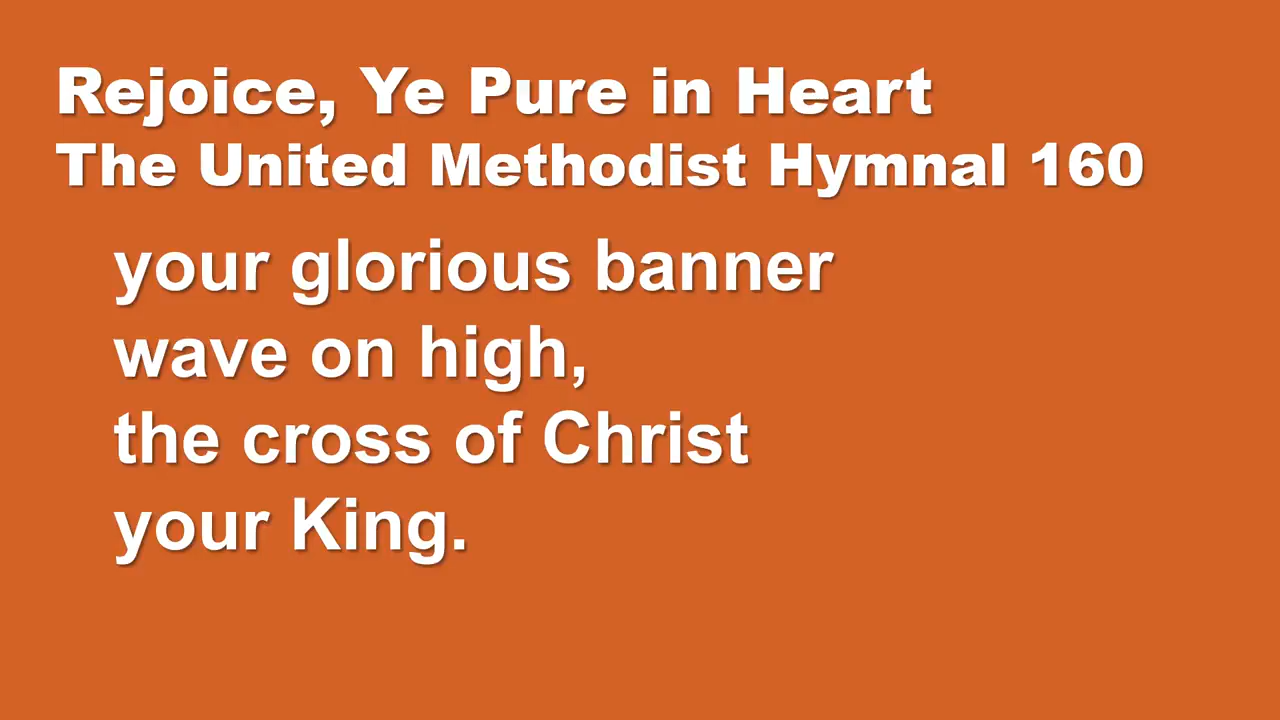 Rejoice, Ye Pure in Heart
The United Methodist Hymnal 160
your glorious banner
wave on high,
the cross of Christ
your King.